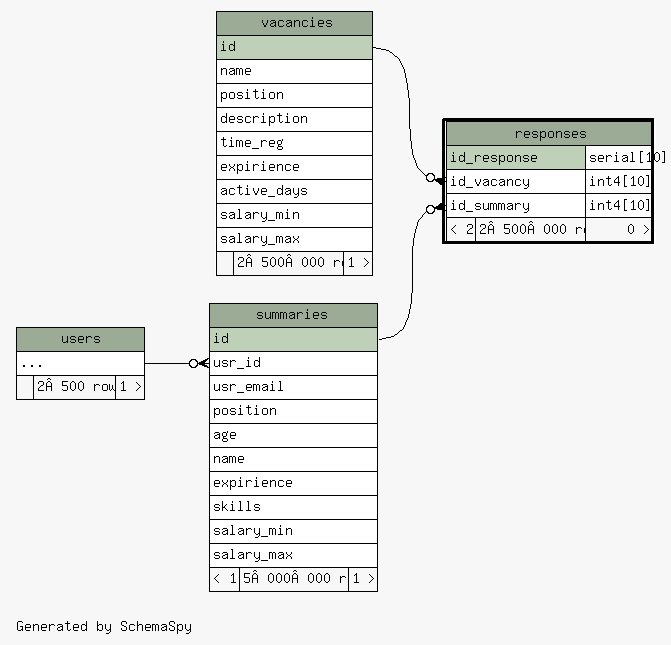 vacancies
id
name
position
description
time_reg
expirience
active_days
salary_min
salary_max
2Â 500Â 000 r 1 >
responses
id_response serial[10]
id_vacancy int4[10]
id_summary int4[10]
< 2 2Â 500Â 000 r 0 >
users
...
2Â 500 row 1 >
summaries
id
usr_id
usr_email
position
age
name
expirience
skills
salary_min
salary_max
< 1 5Â 000Â 000 r 1 >
Generated by SchemaSpy